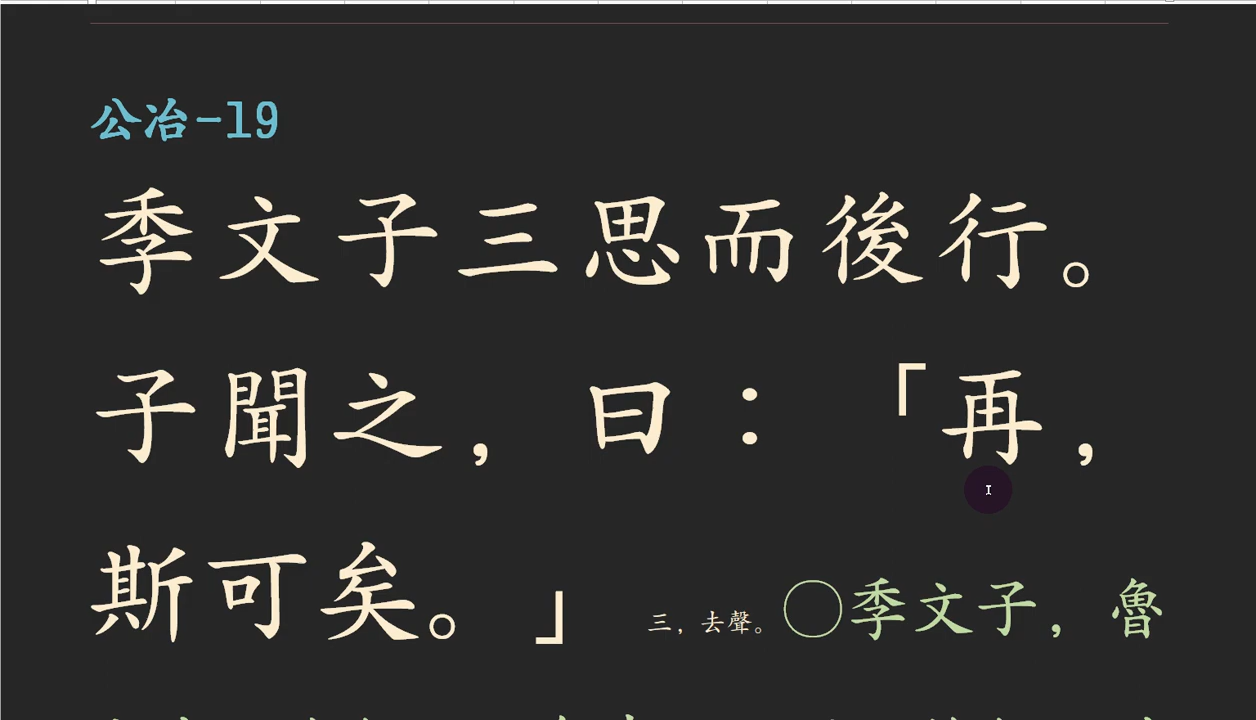 公冶-19
季文子三思而後行。
子聞之，曰：「再，
斯可矣。」三，去聲。◯季文子，魯